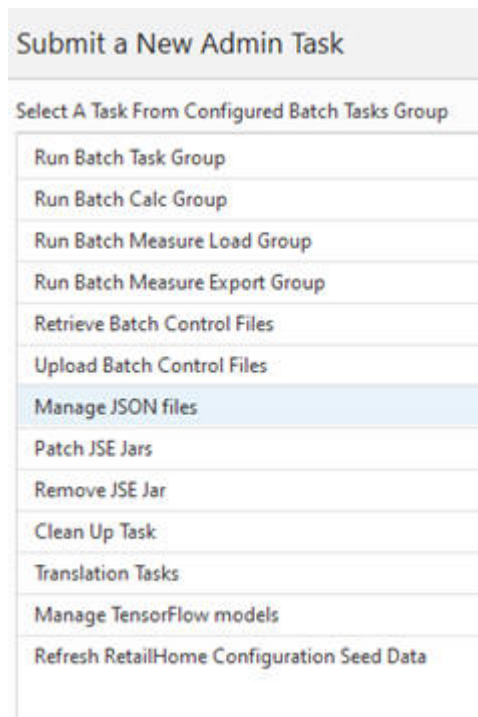 Submit a New Admin Task
Select A Task From Configured Batch Tasks Group
Run Batch Task Group
Run Batch Calc Group
Run Batch Measure Load Group
Run Batch Measure Export Group
Retrieve Batch Control Files
Upload Batch Control Files
Manage JSON files
Patch JSE Jars
Remove JSE Jar
Clean Up Task
Translation Tasks
Manage TensorFlow models
Refresh RetailHome Configuration Seed Data